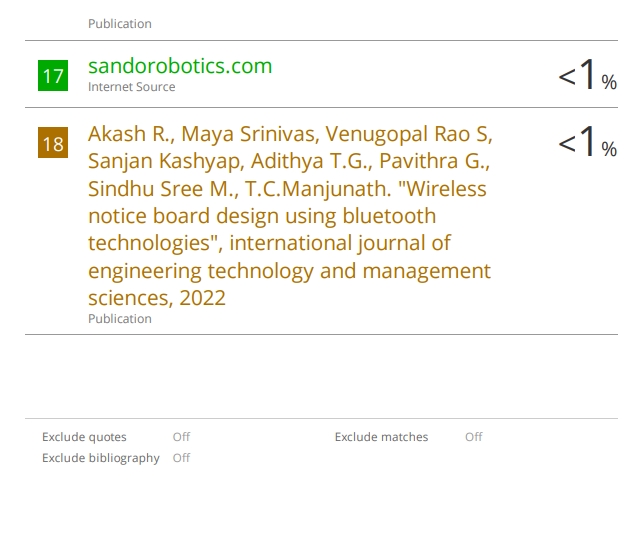 Publication
17
sandorobotics.com
Internet Source
<1%
18
Akash R., Maya Srinivas, Venugopal Rao S,
Sanjan Kashyap, Adithya T.G., Pavithra G.,
Sindhu Sree M., T.C.Manjunath. "Wireless
notice board design using bluetooth
technologies", international journal of
engineering technology and management
sciences, 2022
Publication
<1%
Exclude quotes Off
Exclude matches Off
Exclude bibliography Off